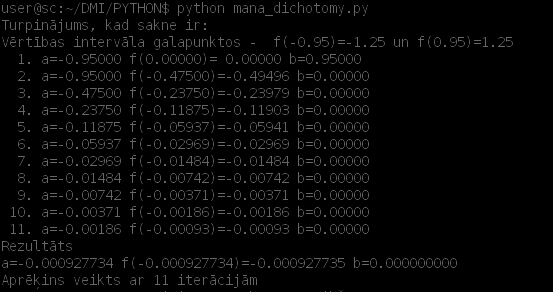 user@sc:~/DMI/PYTHON$ python mana_dichotomy.py
Turpinājums, kad sakne ir:
Vērtības intervāla galapunktos -  f(-0.95)=-1.25 un f(0.95)=1.25
  1. a=-0.95000 f(0.00000)= 0.00000 b=0.95000
  2. a=-0.95000 f(-0.47500)=-0.49496 b=0.00000
  3. a=-0.47500 f(-0.23750)=-0.23979 b=0.00000
  4. a=-0.23750 f(-0.11875)=-0.11903 b=0.00000
  5. a=-0.11875 f(-0.05937)=-0.05941 b=0.00000
  6. a=-0.05937 f(-0.02969)=-0.02969 b=0.00000
  7. a=-0.02969 f(-0.01484)=-0.01484 b=0.00000
  8. a=-0.01484 f(-0.00742)=-0.00742 b=0.00000
  9. a=-0.00742 f(-0.00371)=-0.00371 b=0.00000
 10. a=-0.00371 f(-0.00186)=-0.00186 b=0.00000
 11. a=-0.00186 f(-0.00093)=-0.00093 b=0.00000
Rezultāts
a=-0.000927734 f(-0.000927734)=-0.000927735 b=0.000000000
Aprēķins veikts ar 11 iterācijām